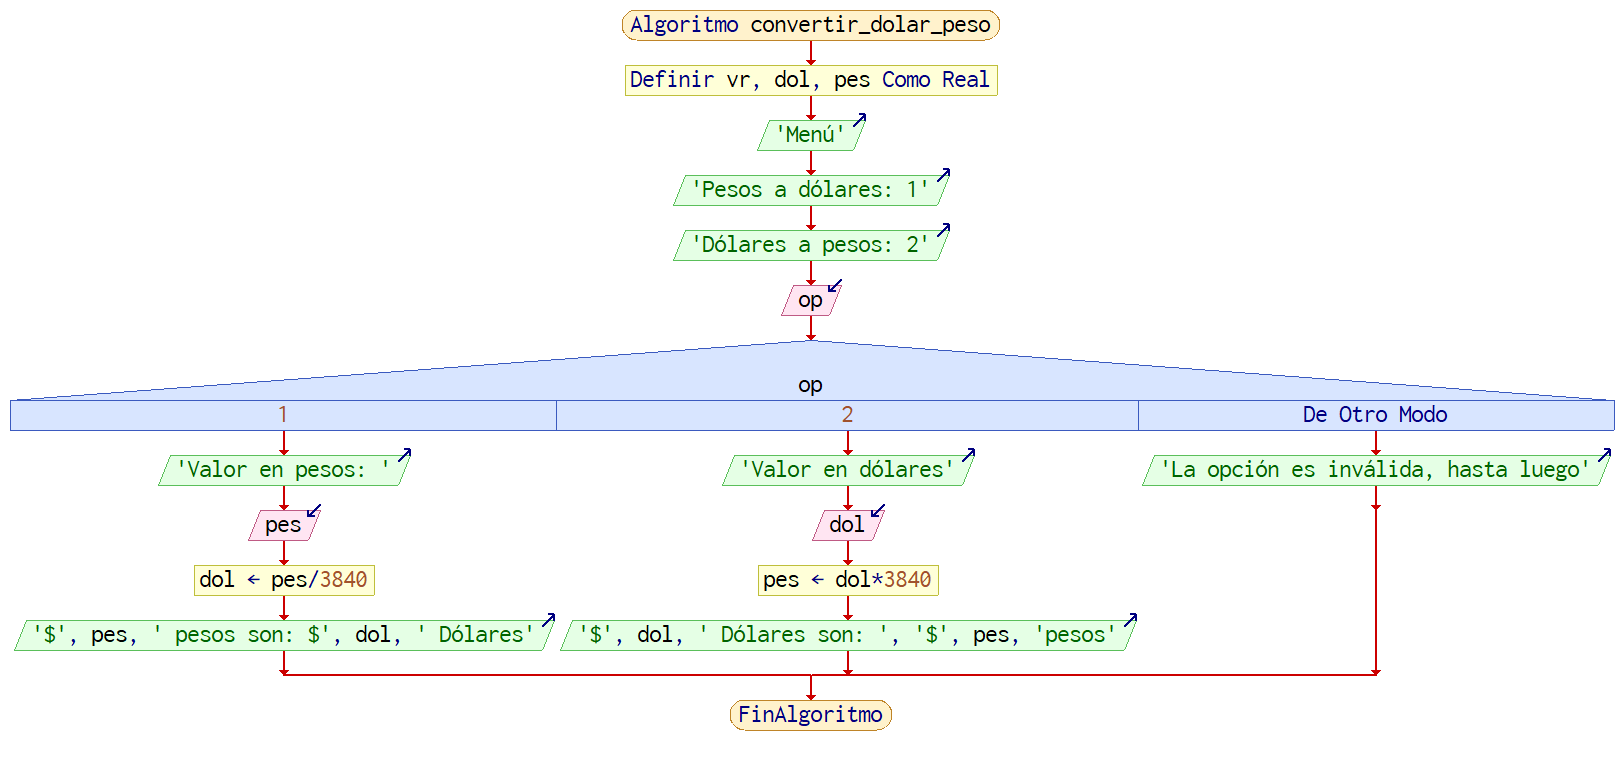 Algoritmo convertir_dolar_peso
Definir vr, dol, pes Como Real
'Menú'
'Pesos a dólares: 1'
'Dólares a pesos: 2'
op
op
1
2
De Otro Modo
'Valor en pesos: '
'Valor en dólares'
'La opción es inválida, hasta luego'
pes
dol
dol ← pes/3840
pes ← dol*3840
'$', pes, ' pesos son: $', dol, ' Dólares'
'$', dol, ' Dólares son: ', '$', pes, 'pesos'
FinAlgoritmo